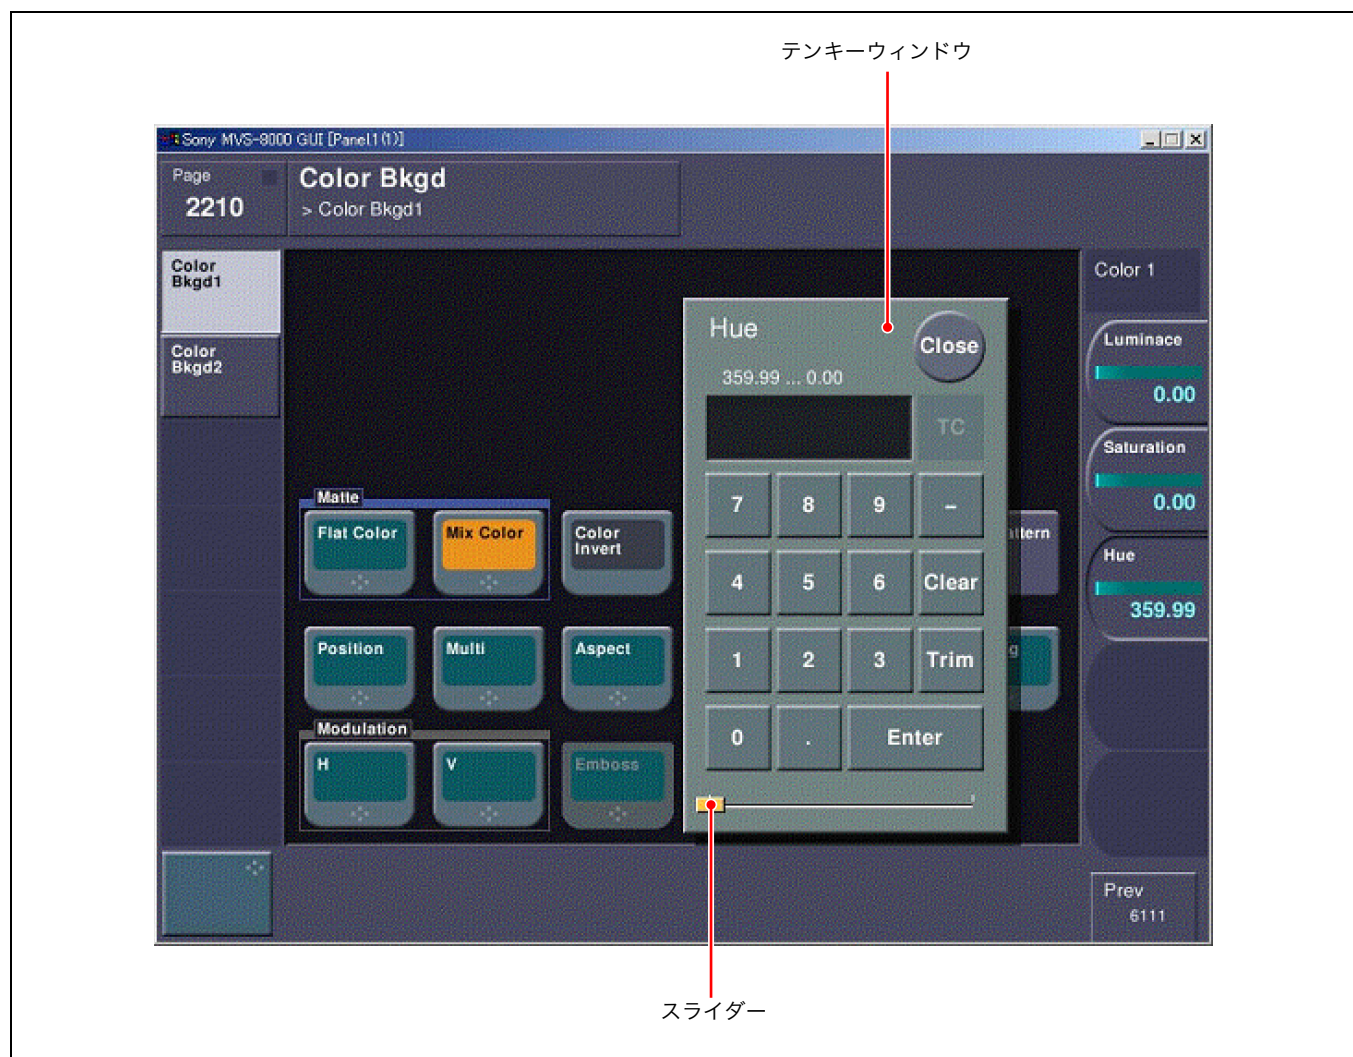 テンキーウィンドウ
Sony MVS-8000 GUI [Panel1(1)]
Page
2210
Color Bkgd
> Color Bkgd1
Color
Bkgd1
Color
Bkgd2
Color 1
Luminace
0.00
Saturation
0.00
Hue
359.99
Hue
Close
359.99 ... 0.00
TC
7 8 9 –
4 5 6 Clear
1 2 3 Trim
0 . Enter
Matte
Flat Color
Mix Color
Color
Invert
ttern
Position
Multi
Aspect
g
Modulation
H
V
Emboss
Prev
6111
スライダー